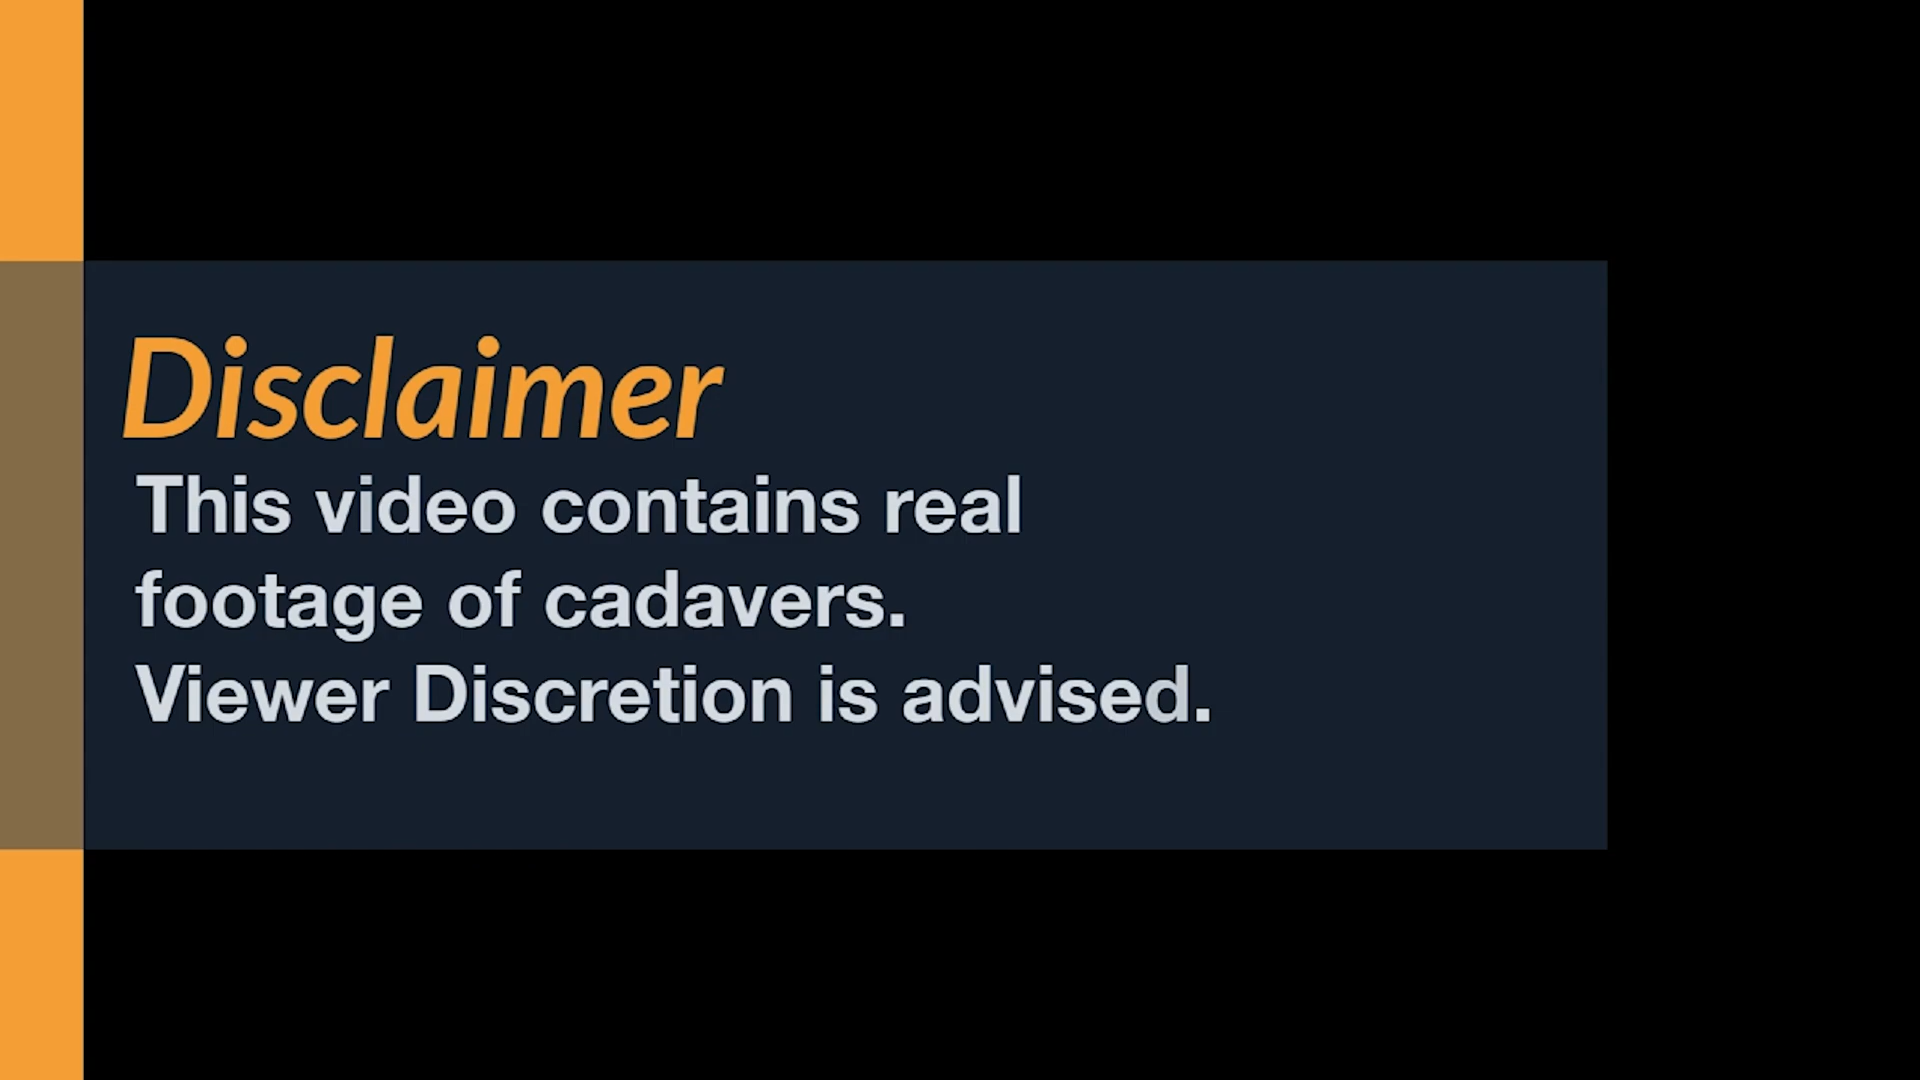 Disclaimer
This video contains real
footage of cadavers.
Viewer Discretion is advised.